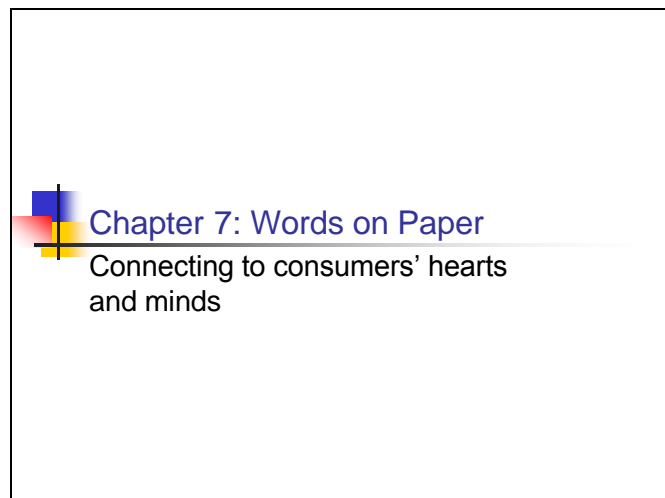 Chapter 7: Words on Paper
Connecting to consumers’ hearts
and minds